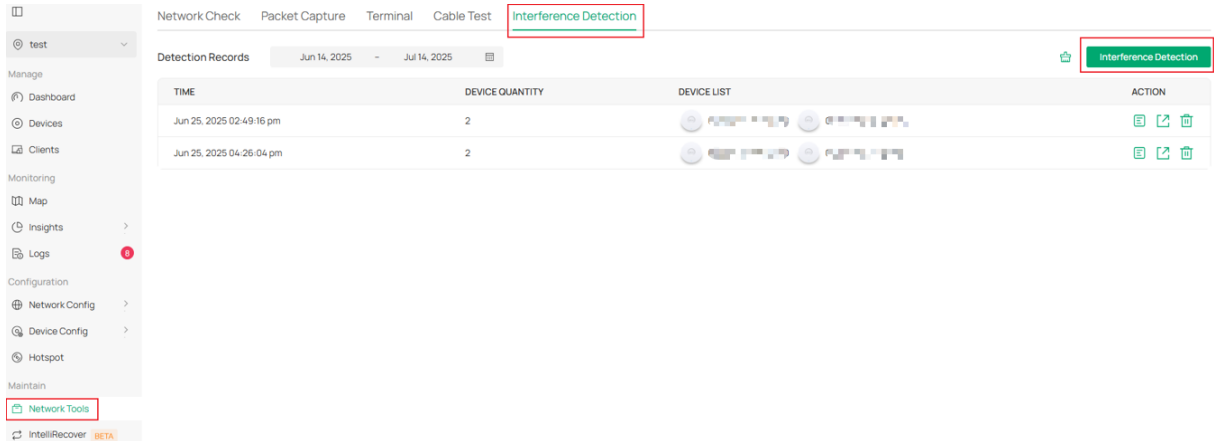 Network Check Packet Capture Terminal Cable Test Interference Detection
test
Detection Records Jun 14, 2025 – Jul 14, 2025 Interference Detection
Manage
TIME DEVICE QUANTITY DEVICE LIST ACTION
Dashboard
Devices
Jun 25, 2025 02:49:16 pm 2
Clients
Jun 25, 2025 04:26:04 pm 2
Monitoring
Map
Insights
Logs 8
Configuration
Network Config
Device Config
Hotspot
Maintain
Network Tools
IntelliRecover BETA